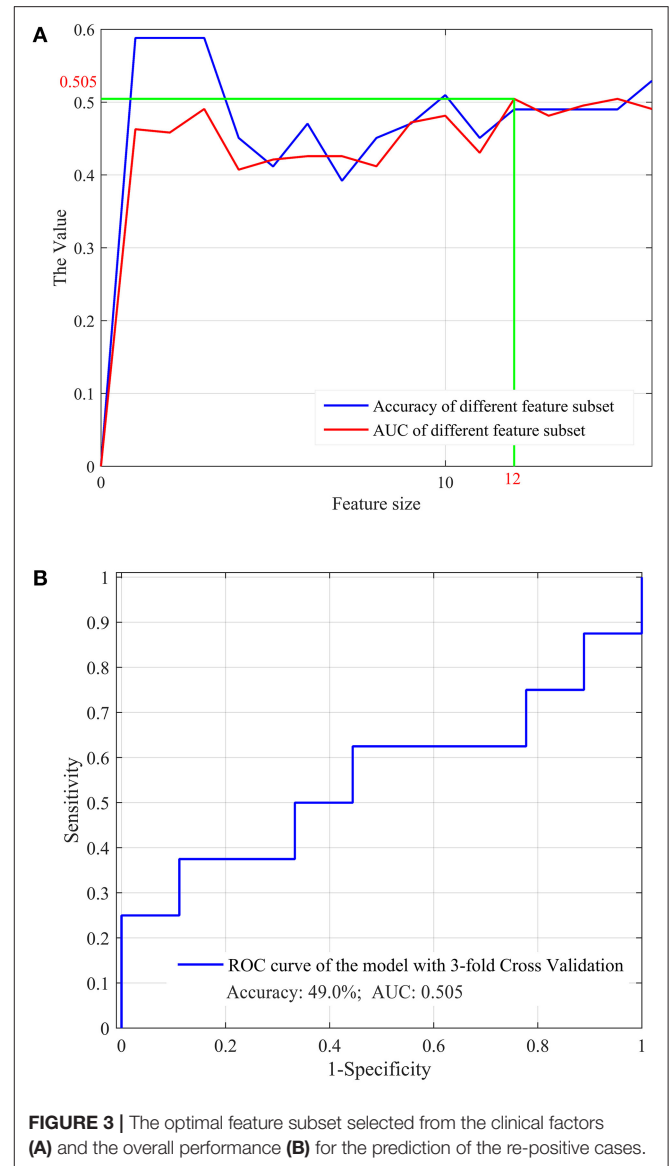 A
0.6
0.505
0.5
0.4
0.3
0.2
0.1
0
The Value
Accuracy of different feature subset
AUC of different feature subset
0
10
12
Feature size
B
1
0.9
0.8
0.7
0.6
0.5
0.4
0.3
0.2
0.1
0
Sensitivity
ROC curve of the model with 3-fold Cross Validation
Accuracy: 49.0%; AUC: 0.505
0
0.2
0.4
0.6
0.8
1
1-Specificity
FIGURE 3 | The optimal feature subset selected from the clinical factors
(A) and the overall performance (B) for the prediction of the re-positive cases.